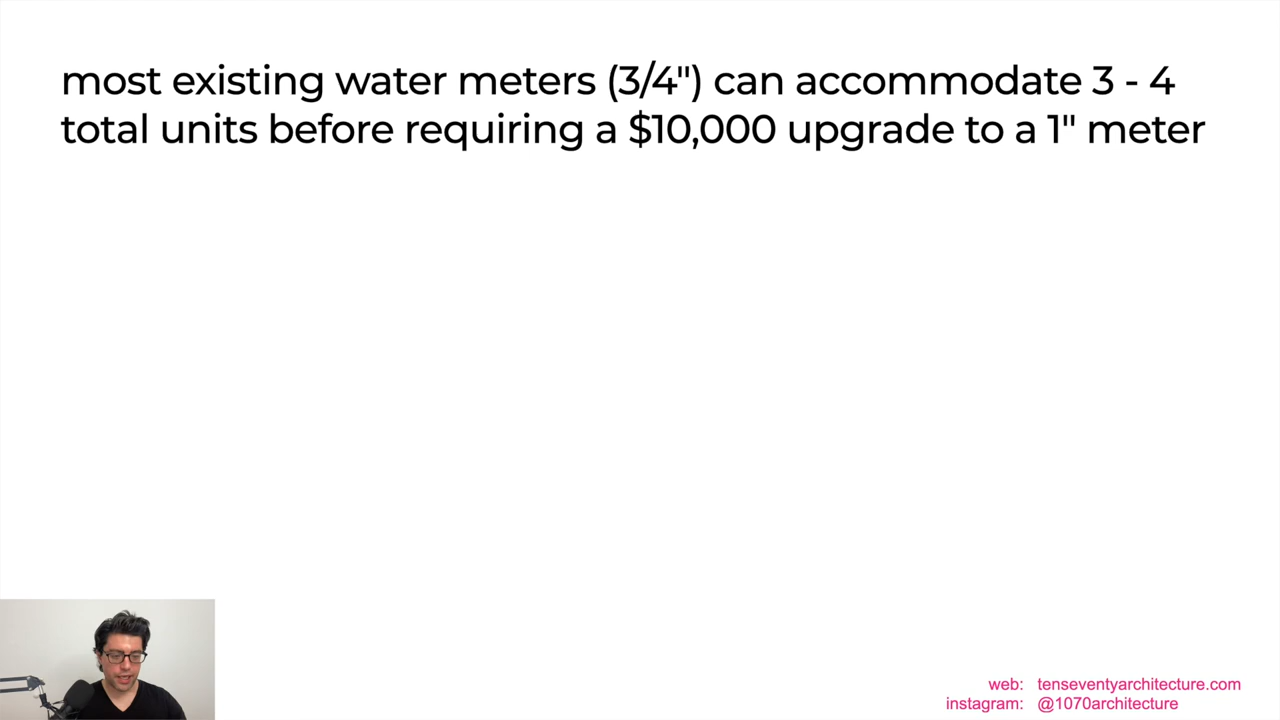 most existing water meters (3/4") can accommodate 3 - 4
total units before requiring a $10,000 upgrade to a 1" meter
web: tenseventyarchitecture.com
instagram: @1070architecture